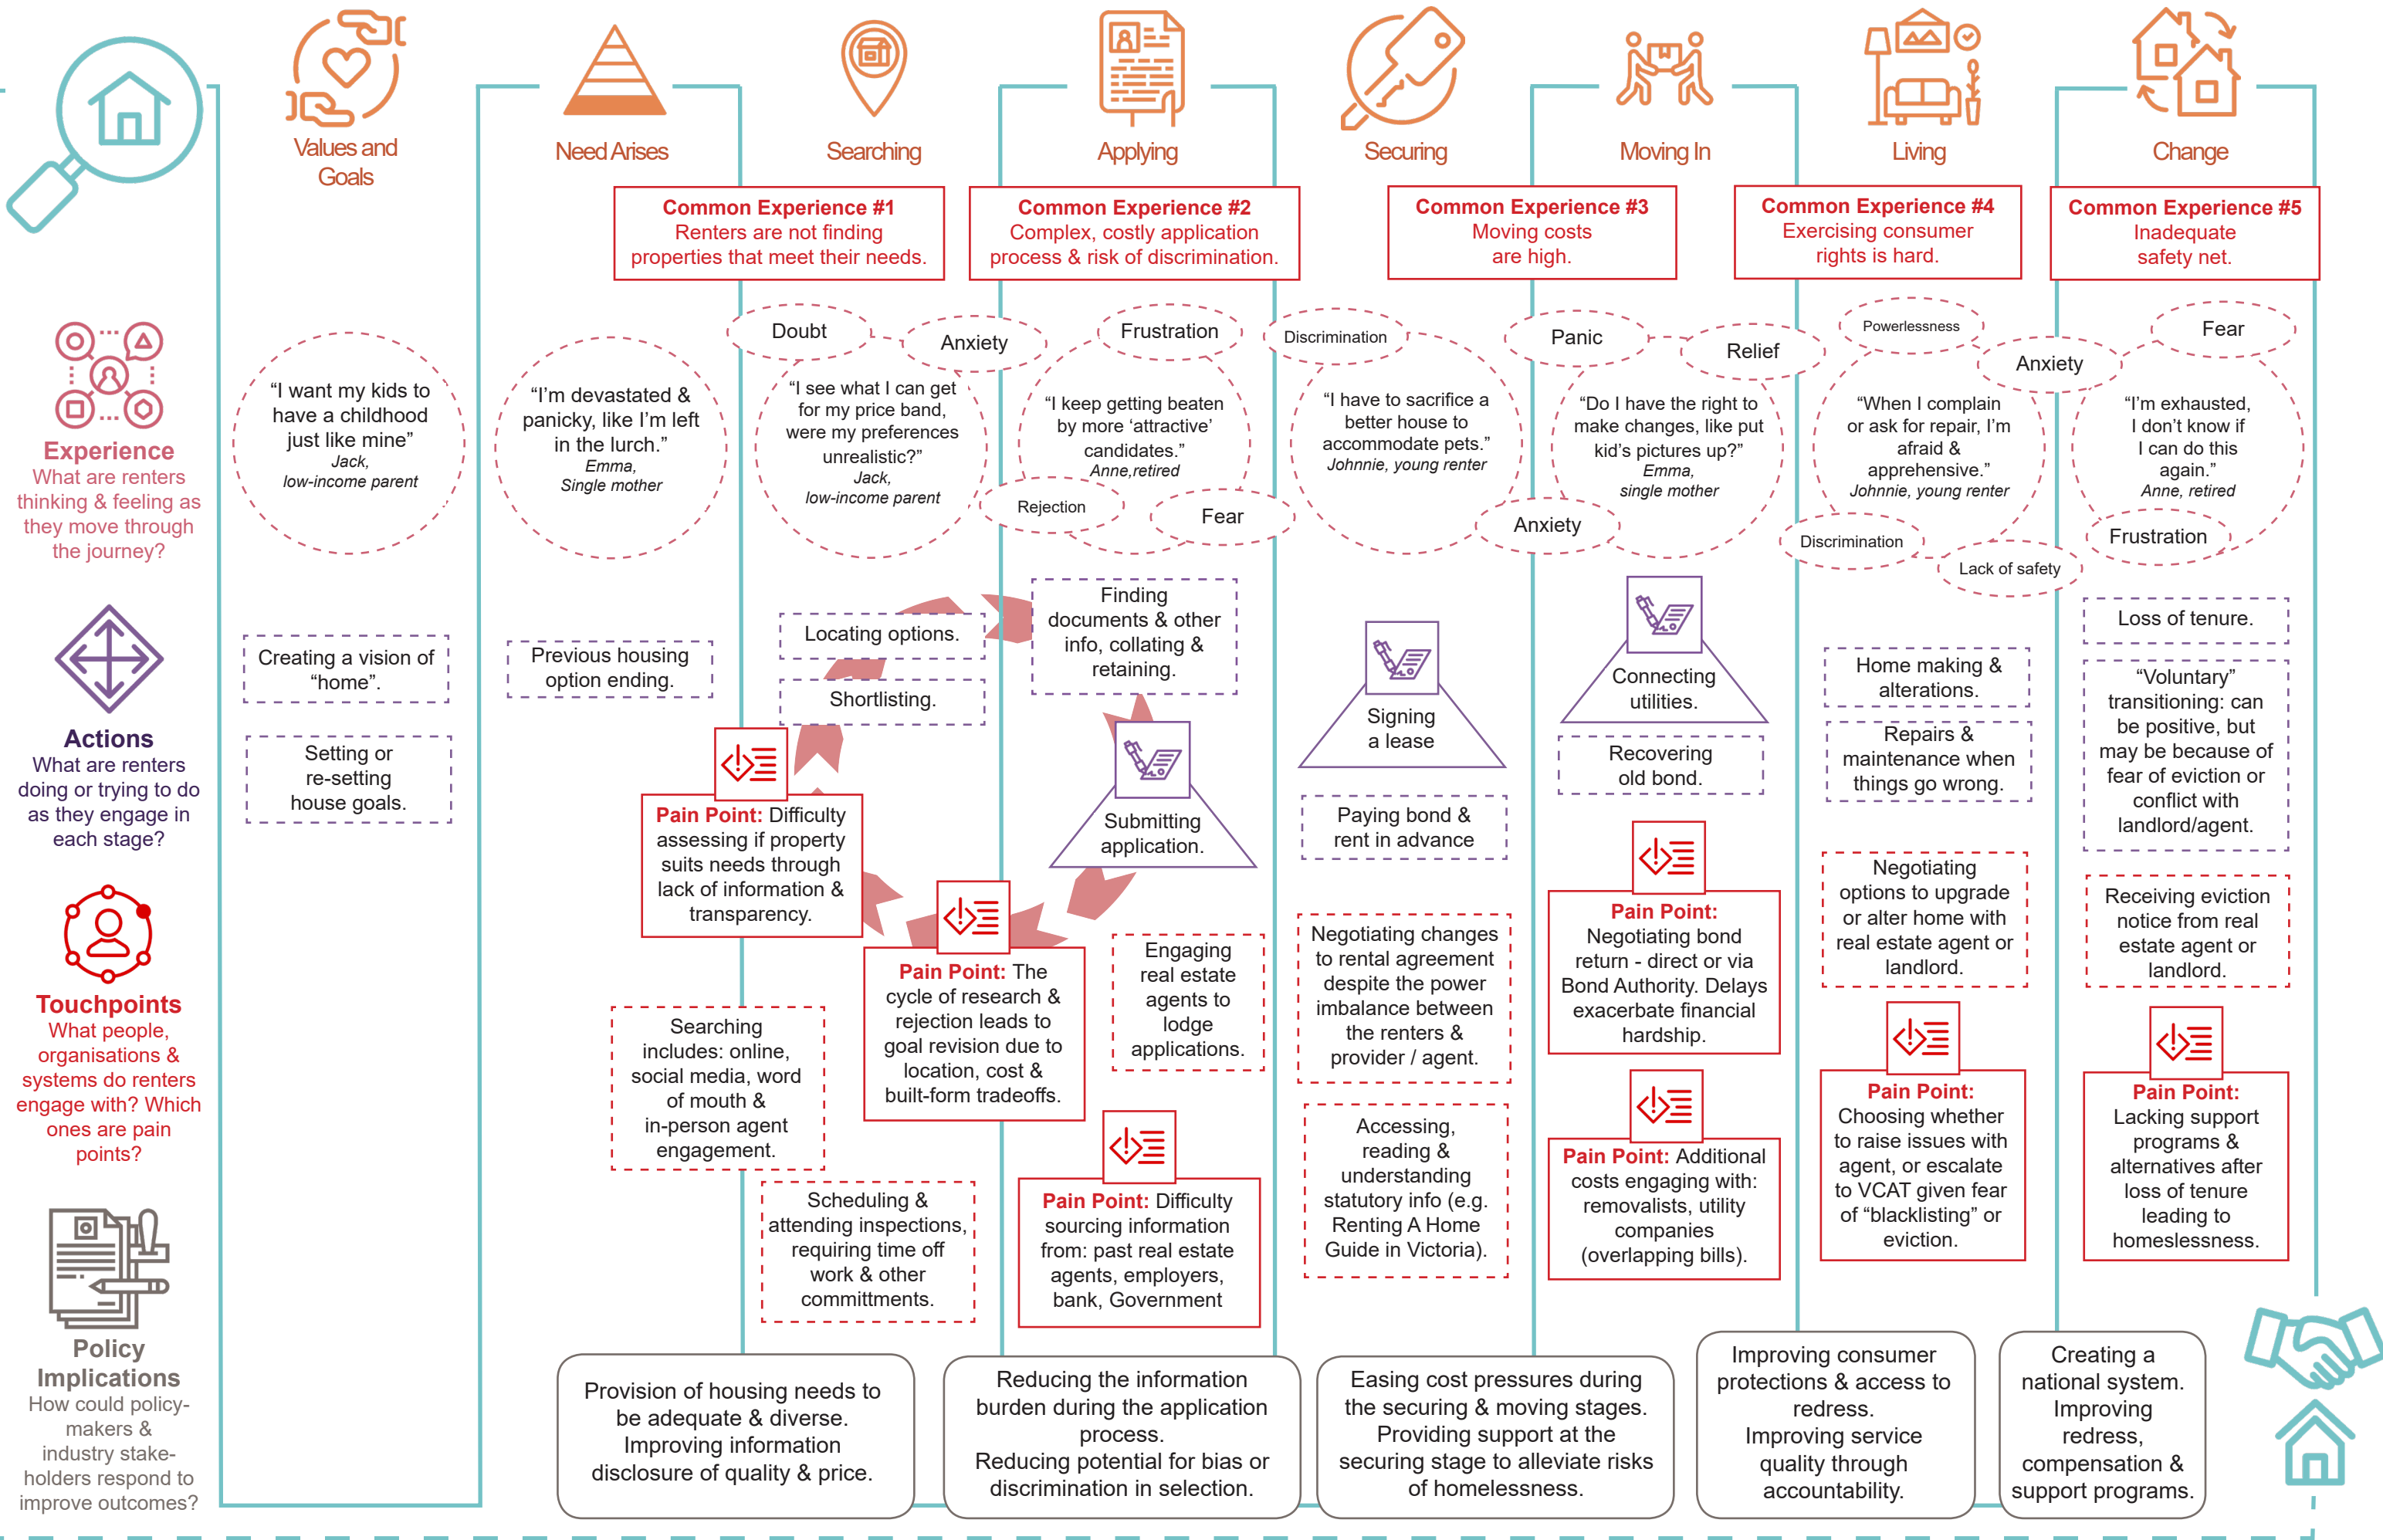 Values and
Goals
Need Arises
Searching
Applying
Securing
Moving In
Living
Change
Common Experience #1
Renters are not finding
properties that meet their needs.
Common Experience #2
Complex, costly application
process & risk of discrimination.
Common Experience #3
Moving costs
are high.
Common Experience #4
Exercising consumer
rights is hard.
Common Experience #5
Inadequate
safety net.
Experience
What are renters
thinking & feeling as
they move through
the journey?
“I want my kids to
have a childhood
just like mine”
Jack,
low-income parent
“I’m devastated &
panicky, like I’m left
in the lurch.”
Emma,
Single mother
Doubt
Anxiety
“I see what I can get
for my price band,
were my preferences
unrealistic?”
Jack,
low-income parent
Frustration
“I keep getting beaten
by more ‘attractive’
candidates.”
Anne,retired
Rejection
Fear
Discrimination
“I have to sacrifice a
better house to
accommodate pets.”
Johnnie, young renter
Anxiety
Panic
Relief
“Do I have the right to
make changes, like put
kid’s pictures up?”
Emma,
single mother
Powerlessness
Anxiety
“When I complain
or ask for repair, I’m
afraid &
apprehensive.”
Johnnie, young renter
Discrimination
Lack of safety
Fear
“I’m exhausted,
I don’t know if
I can do this
again.”
Anne, retired
Frustration
Actions
What are renters
doing or trying to do
as they engage in
each stage?
Creating a vision of
“home”.
Setting or
re-setting
house goals.
Previous housing
option ending.
Locating options.
Shortlisting.
Finding
documents & other
info, collating &
retaining.
Submitting
application.
Signing
a lease
Paying bond &
rent in advance
Connecting
utilities.
Recovering
old bond.
Home making &
alterations.
Repairs &
maintenance when
things go wrong.
Loss of tenure.
“Voluntary”
transitioning: can
be positive, but
may be because of
fear of eviction or
conflict with
landlord/agent.
Touchpoints
What people,
organisations &
systems do renters
engage with? Which
ones are pain
points?
Pain Point: Difficulty
assessing if property
suits needs through
lack of information &
transparency.
Searching
includes: online,
social media, word
of mouth &
in-person agent
engagement.
Scheduling &
attending inspections,
requiring time off
work & other
committments.
Pain Point: The
cycle of research &
rejection leads to
goal revision due to
location, cost &
built-form tradeoffs.
Engaging
real estate
agents to
lodge
applications.
Pain Point: Difficulty
sourcing information
from: past real estate
agents, employers,
bank, Government
Negotiating changes
to rental agreement
despite the power
imbalance between
the renters &
provider / agent.
Accessing,
reading &
understanding
statutory info (e.g.
Renting A Home
Guide in Victoria).
Pain Point:
Negotiating bond
return - direct or via
Bond Authority. Delays
exacerbate financial
hardship.
Pain Point: Additional
costs engaging with:
removalists, utility
companies
(overlapping bills).
Negotiating
options to upgrade
or alter home with
real estate agent or
landlord.
Pain Point:
Choosing whether
to raise issues with
agent, or escalate
to VCAT given fear
of “blacklisting” or
eviction.
Receiving eviction
notice from real
estate agent or
landlord.
Pain Point:
Lacking support
programs &
alternatives after
loss of tenure
leading to
homeslessness.
Policy
Implications
How could policy-
makers &
industry stake-
holders respond to
improve outcomes?
Provision of housing needs to
be adequate & diverse.
Improving information
disclosure of quality & price.
Reducing the information
burden during the application
process.
Reducing potential for bias or
discrimination in selection.
Easing cost pressures during
the securing & moving stages.
Providing support at the
securing stage to alleviate risks
of homelessness.
Improving consumer
protections & access to
redress.
Improving service
quality through
accountability.
Creating a
national system.
Improving
redress,
compensation &
support programs.